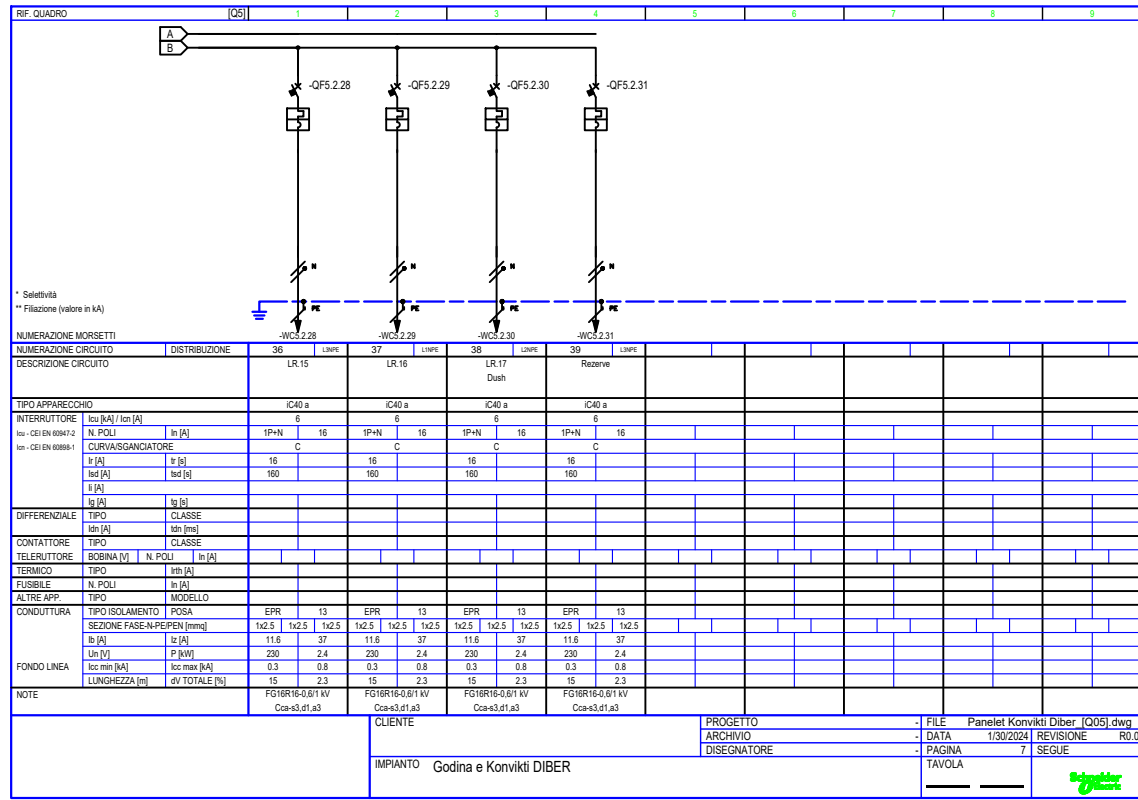 RIF. QUADRO [Q5] 1 2 3 4 5 6 7 8 9
A
B
-QF5.2.28 -QF5.2.29 -QF5.2.30 -QF5.2.31
N N N N
* Selettività
** Filiazione (valore in kA)
PE PE PE PE
NUMERAZIONE MORSETTI -WC5.2.28 -WC5.2.29 -WC5.2.30 -WC5.2.31
NUMERAZIONE CIRCUITO DISTRIBUZIONE 36 L3NPE 37 L1NPE 38 L2NPE 39 L3NPE
DESCRIZIONE CIRCUITO LR.15 LR.16 LR.17 Rezerve
Dush
TIPO APPARECCHIO iC40 a iC40 a iC40 a iC40 a
INTERRUTTORE Icu [kA] / Icn [A] 6 6 6 6
Icu - CEI EN 60947-2 N. POLI In [A] 1P+N 16 1P+N 16 1P+N 16 1P+N 16
Icn - CEI EN 60898-1 CURVA/SGANCIATORE C C C C
Ir [A] tr [s] 16 16 16 16
Isd [A] tsd [s] 160 160 160 160
Ii [A]
Ig [A] tg [s]
DIFFERENZIALE TIPO CLASSE
Idn [A] tdn [ms]
CONTATTORE TIPO CLASSE
TELERUTTORE BOBINA [V] N. POLI In [A]
TERMICO TIPO Irth [A]
FUSIBILE N. POLI In [A]
ALTRE APP. TIPO MODELLO
CONDUTTURA TIPO ISOLAMENTO POSA EPR 13 EPR 13 EPR 13 EPR 13
SEZIONE FASE-N-PE/PEN [mmq] 1x2.5 1x2.5 1x2.5 1x2.5 1x2.5 1x2.5 1x2.5 1x2.5 1x2.5 1x2.5 1x2.5 1x2.5
Ib [A] Iz [A] 11.6 37 11.6 37 11.6 37 11.6 37
Un [V] P [kW] 230 2.4 230 2.4 230 2.4 230 2.4
FONDO LINEA Icc min [kA] Icc max [kA] 0.3 0.8 0.3 0.8 0.3 0.8 0.3 0.8
LUNGHEZZA [m] dV TOTALE [%] 15 2.3 15 2.3 15 2.3 15 2.3
NOTE FG16R16-0,6/1 kV FG16R16-0,6/1 kV FG16R16-0,6/1 kV FG16R16-0,6/1 kV
Cca-s3,d1,a3 Cca-s3,d1,a3 Cca-s3,d1,a3 Cca-s3,d1,a3
CLIENTE PROGETTO - FILE Panelet Konvikti Diber_[Q05].dwg
ARCHIVIO - DATA 1/30/2024 REVISIONE R0.0
DISEGNATORE - PAGINA 7 SEGUE
IMPIANTO Godina e Konvikti DIBER TAVOLA
Schneider
Electric